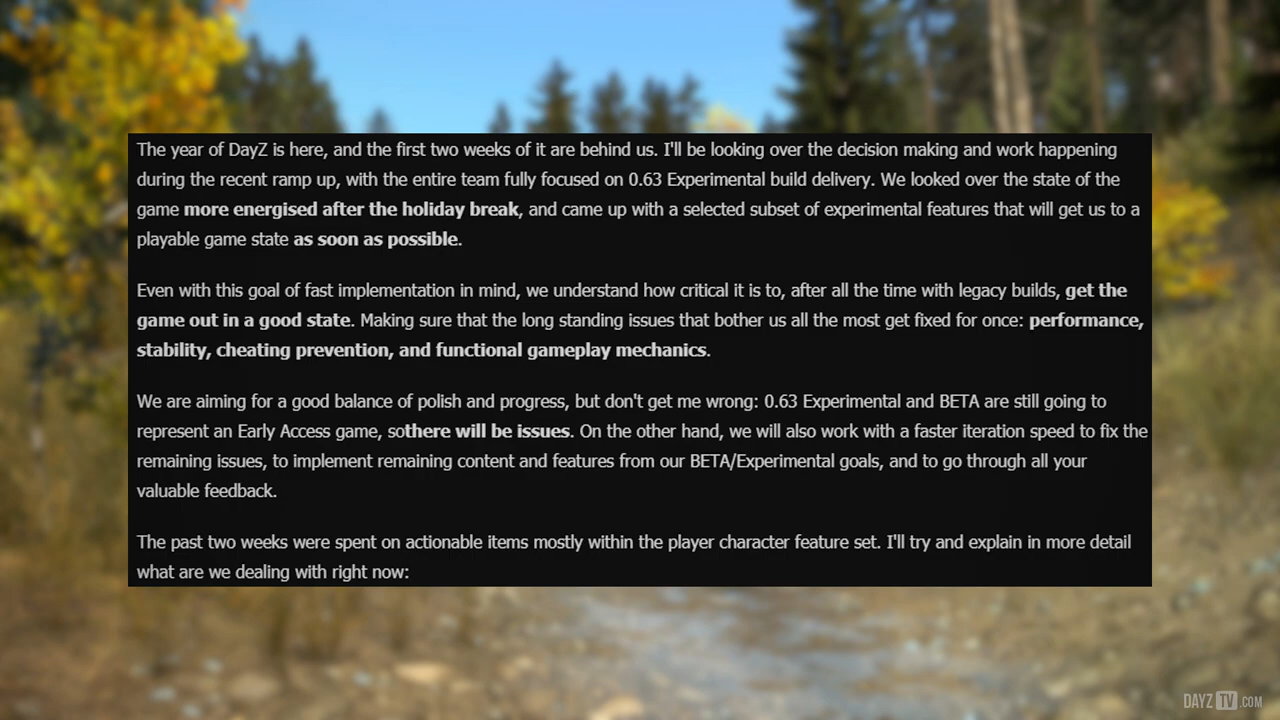 The year of DayZ is here, and the first two weeks of it are behind us. I'll be looking over the decision making and work happening
during the recent ramp up, with the entire team fully focused on 0.63 Experimental build delivery. We looked over the state of the
game more energised after the holiday break, and came up with a selected subset of experimental features that will get us to a
playable game state as soon as possible.
Even with this goal of fast implementation in mind, we understand how critical it is to, after all the time with legacy builds, get the
game out in a good state. Making sure that the long standing issues that bother us all the most get fixed for once: performance,
stability, cheating prevention, and functional gameplay mechanics.
We are aiming for a good balance of polish and progress, but don't get me wrong: 0.63 Experimental and BETA are still going to
represent an Early Access game, sothere will be issues. On the other hand, we will also work with a faster iteration speed to fix the
remaining issues, to implement remaining content and features from our BETA/Experimental goals, and to go through all your
valuable feedback.
The past two weeks were spent on actionable items mostly within the player character feature set. I'll try and explain in more detail
what are we dealing with right now:
DAYZ TV .COM